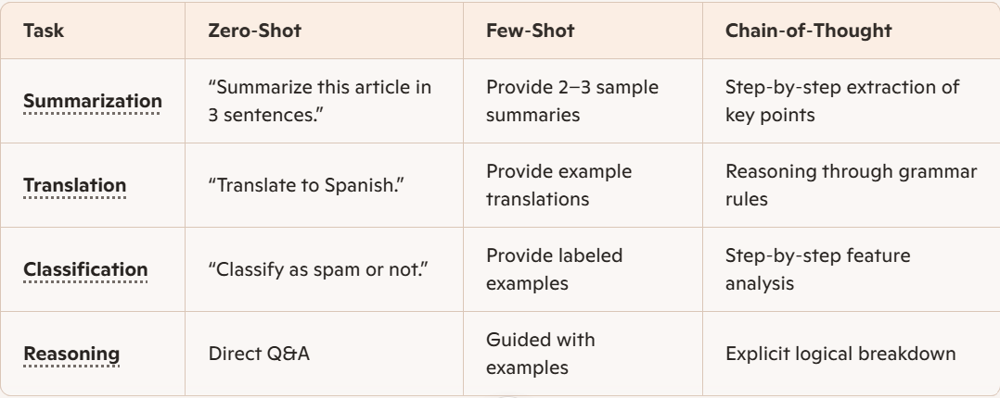 Task
Zero-Shot
Few-Shot
Chain-of-Thought
Summarization
“Summarize this article in
3 sentences.”
Provide 2–3 sample
summaries
Step-by-step extraction of
key points
Translation
“Translate to Spanish.”
Provide example
translations
Reasoning through grammar
rules
Classification
“Classify as spam or not.”
Provide labeled
examples
Step-by-step feature
analysis
Reasoning
Direct Q&A
Guided with
examples
Explicit logical breakdown